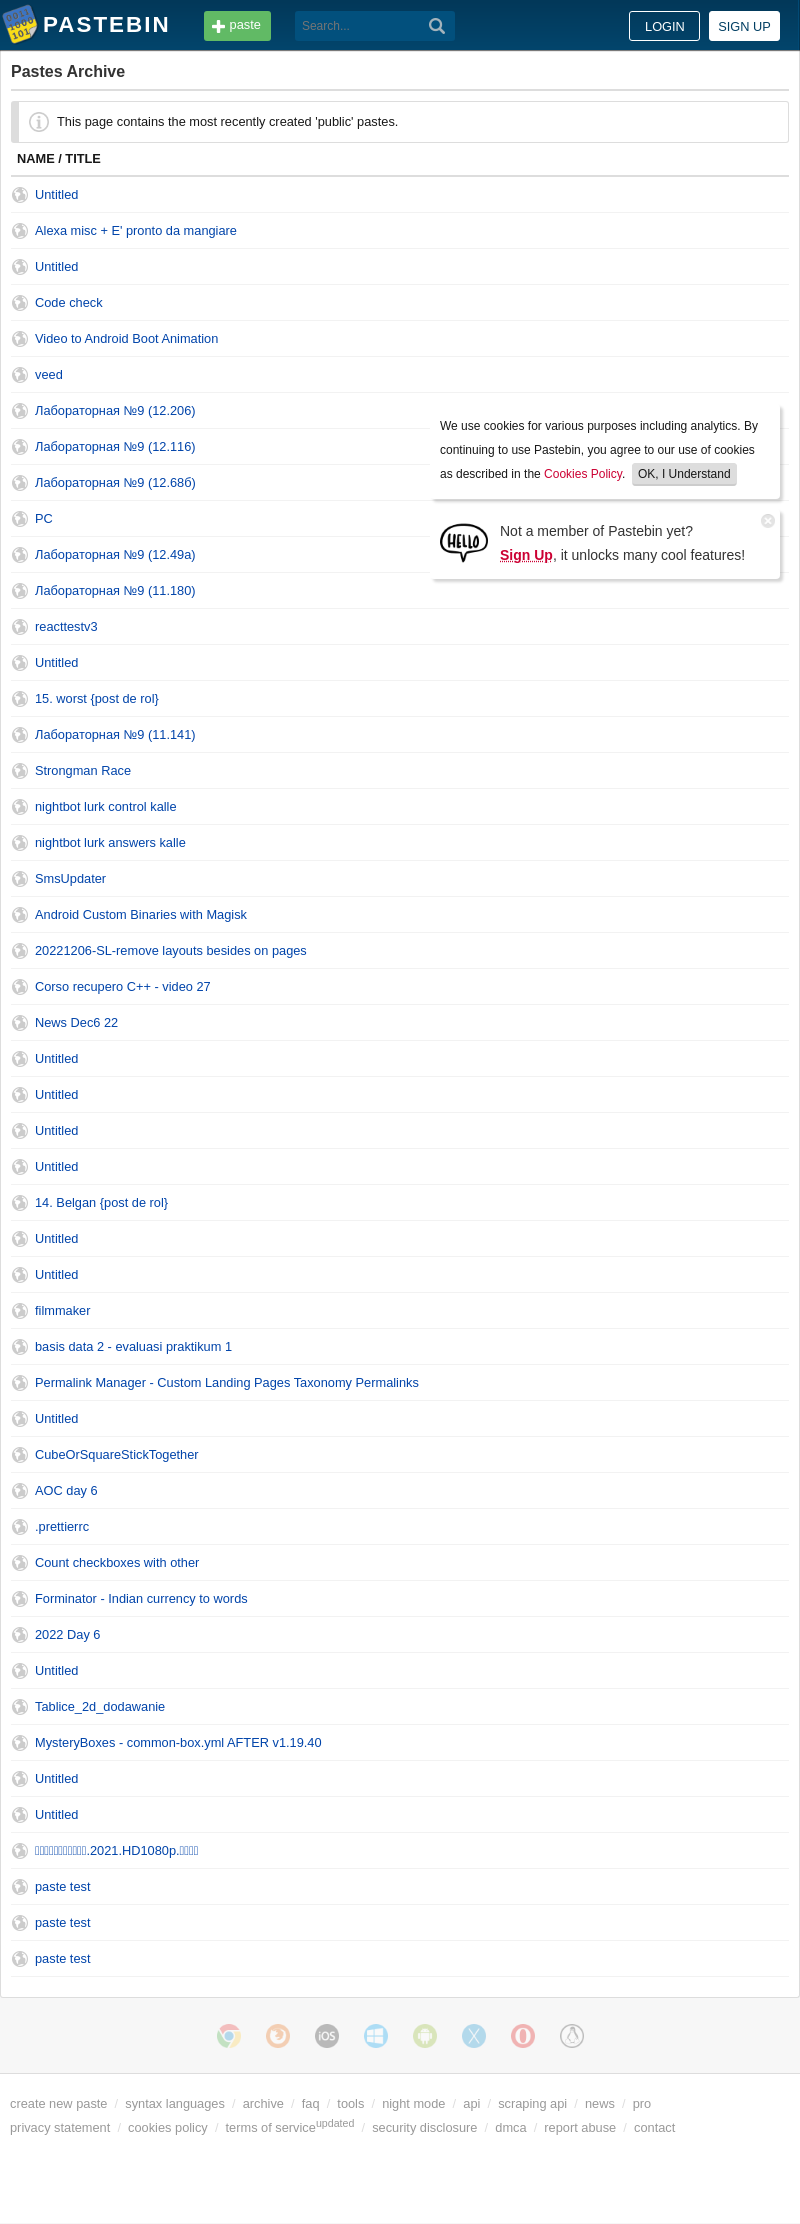 PASTEBIN
paste
Search...
LOGIN
SIGN UP
Pastes Archive
This page contains the most recently created 'public' pastes.
NAME / TITLE
Untitled
Alexa misc + E' pronto da mangiare
Untitled
Code check
Video to Android Boot Animation
veed
Лабораторная №9 (12.206)
Лабораторная №9 (12.116)
Лабораторная №9 (12.68б)
PC
Лабораторная №9 (12.49а)
Лабораторная №9 (11.180)
We use cookies for various purposes including analytics. By
continuing to use Pastebin, you agree to our use of cookies
as described in the Cookies Policy. OK, I Understand
HELLO
Not a member of Pastebin yet?
Sign Up, it unlocks many cool features!
reacttestv3
Untitled
15. worst {post de rol}
Лабораторная №9 (11.141)
Strongman Race
nightbot lurk control kalle
nightbot lurk answers kalle
SmsUpdater
Android Custom Binaries with Magisk
20221206-SL-remove layouts besides on pages
Corso recupero C++ - video 27
News Dec6 22
Untitled
Untitled
Untitled
Untitled
14. Belgan {post de rol}
Untitled
Untitled
filmmaker
basis data 2 - evaluasi praktikum 1
Permalink Manager - Custom Landing Pages Taxonomy Permalinks
Untitled
CubeOrSquareStickTogether
AOC day 6
.prettierrc
Count checkboxes with other
Forminator - Indian currency to words
2022 Day 6
Untitled
Tablice_2d_dodawanie
MysteryBoxes - common-box.yml AFTER v1.19.40
Untitled
Untitled
.2021.HD1080p.
paste test
paste test
paste test
iOS
create new paste / syntax languages / archive / faq / tools / night mode / api / scraping api / news / pro
privacy statement / cookies policy / terms of serviceupdated / security disclosure / dmca / report abuse / contact